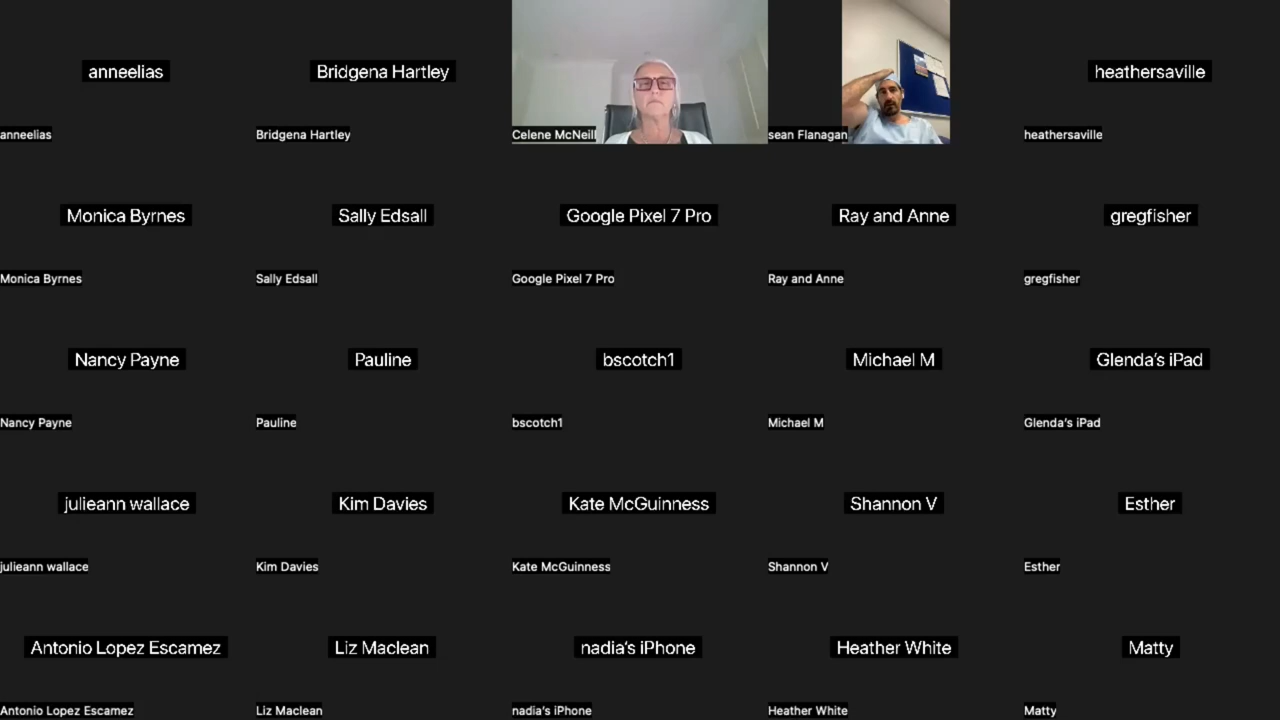 anneelias
Bridgena Hartley
heathersaville
anneelias
Bridgena Hartley
Celene McNeill
sean Flanagan
heathersaville
Monica Byrnes
Sally Edsall
Google Pixel 7 Pro
Ray and Anne
gregfisher
Monica Byrnes
Sally Edsall
Google Pixel 7 Pro
Ray and Anne
gregfisher
Nancy Payne
Pauline
bscotch1
Michael M
Glenda's iPad
Nancy Payne
Pauline
bscotch1
Michael M
Glenda's iPad
julieann wallace
Kim Davies
Kate McGuinness
Shannon V
Esther
julieann wallace
Kim Davies
Kate McGuinness
Shannon V
Esther
Antonio Lopez Escamez
Liz Maclean
nadia's iPhone
Heather White
Matty
Antonio Lopez Escamez
Liz Maclean
nadia's iPhone
Heather White
Matty